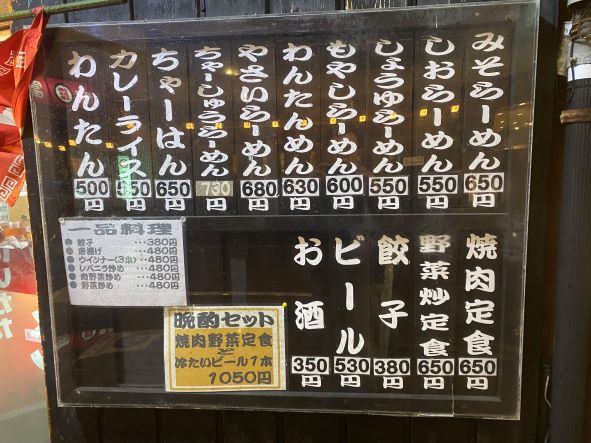 みそらーめん
650円
しおらーめん
550円
しょうゆらーめん
550円
もやしらーめん
600円
わんたんめん
630円
やさいらーめん
680円
ちゃーしゅうらーめん
730円
ちゃーはん
650円
カレーライス
550円
わんたん
500円
焼肉定食
650円
野菜炒定食
650円
餃子
380円
ビール
530円
お酒
350円
一品料理
●餃子 ･･･380円
●唐揚げ ･･･480円
●ウインナー(3本)･･･480円
●レバニラ炒め ･･･480円
●肉野菜炒め ･･･480円
●野菜炒め ･･･480円
晩酌セット
焼肉野菜定食
と
冷たいビール1本
1050円